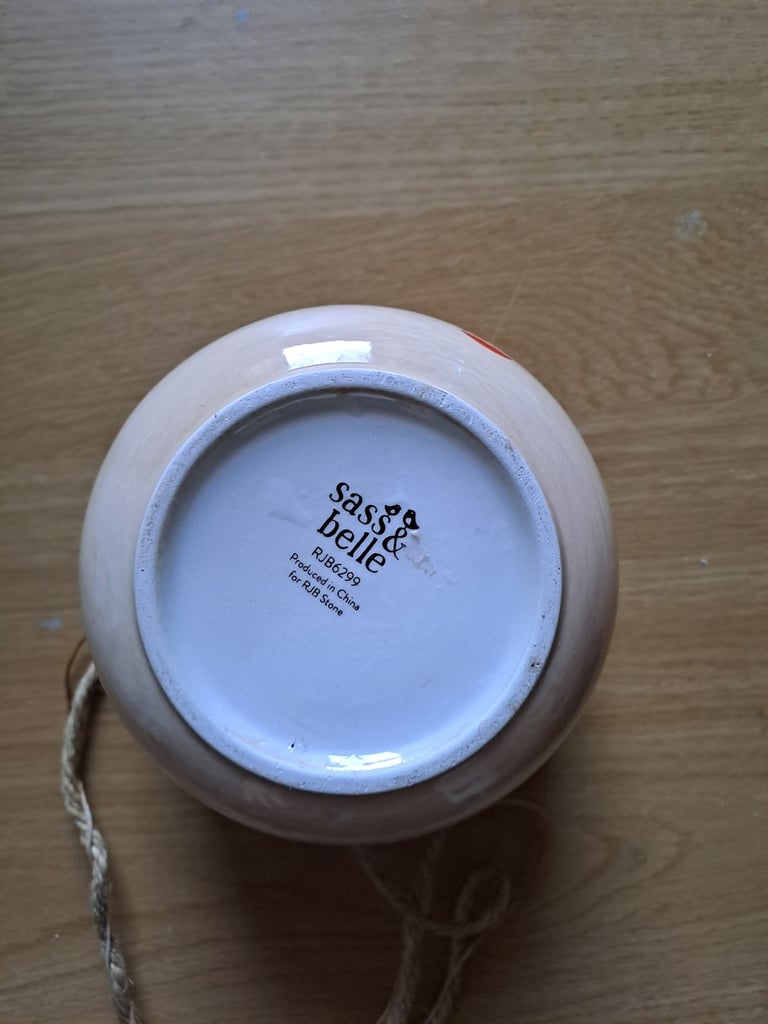 sass &
belle
RJB6299
Produced in China
for RJB Stone